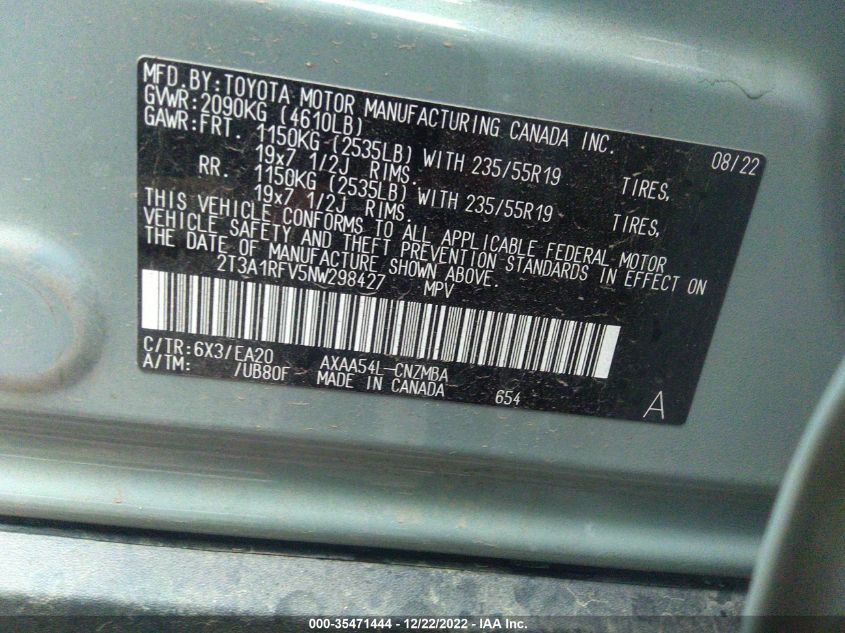 MFD.BY:TOYOTA MOTOR MANUFACTURING CANADA INC. 08/22
GVWR:2090KG (4610LB)
GAWR:FRT. 1150KG (2535LB) WITH 235/55R19 TIRES,
19x7 1/2J RIMS.
RR. 1150KG (2535LB) WITH 235/55R19 TIRES,
19x7 1/2J RIMS.
THIS VEHICLE CONFORMS TO ALL APPLICABLE FEDERAL MOTOR
VEHICLE SAFETY AND THEFT PREVENTION STANDARDS IN EFFECT ON
THE DATE OF MANUFACTURE SHOWN ABOVE.
2T3A1RFV5NW298427 MPV
C/TR:6X3/EA20 AXAA54L-CNZMBA
A/TM: /UB80F MADE IN CANADA 654 A
000-35471444 - 12/22/2022 - IAA Inc.